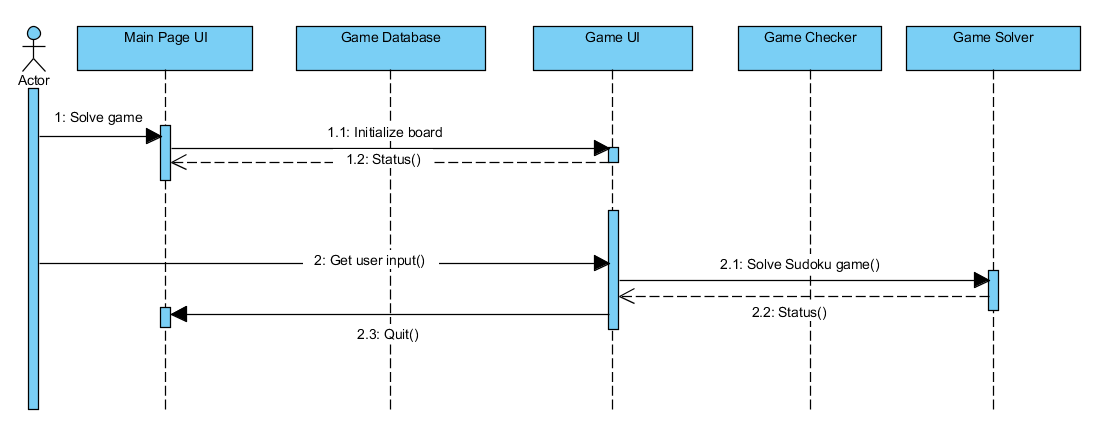 Main Page UI
Game Database
Game UI
Game Checker
Game Solver
Actor
1: Solve game
1.1: Initialize board
1.2: Status()
2: Get user input()
2.1: Solve Sudoku game()
2.2: Status()
2.3: Quit()